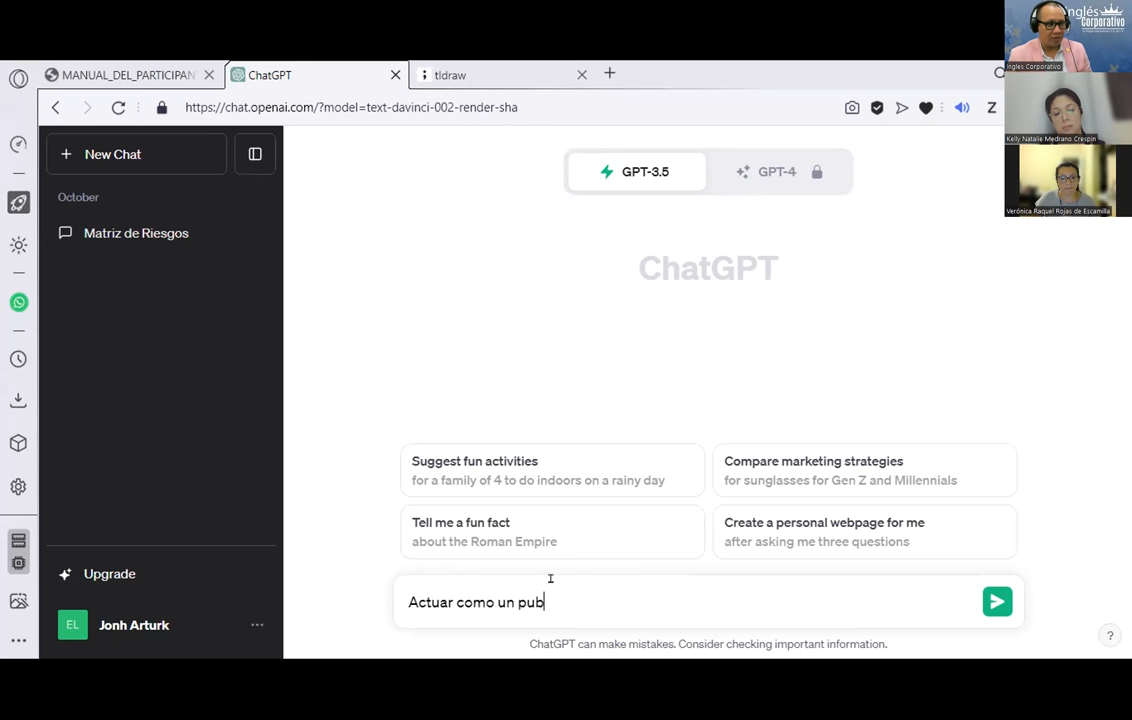 inglés
Corporativo
Ingles Corporativo
Kelly Natalie Medrano Crespin
Verónica Raquel Rojas de Escamilla
MANUAL_DEL_PARTICIPAN
ChatGPT
tldraw
https://chat.openai.com/?model=text-davinci-002-render-sha
Z
New Chat
October
Matriz de Riesgos
GPT-3.5
GPT-4
ChatGPT
Suggest fun activities
for a family of 4 to do indoors on a rainy day
Compare marketing strategies
for sunglasses for Gen Z and Millennials
Tell me a fun fact
about the Roman Empire
Create a personal webpage for me
after asking me three questions
Upgrade
EL
Jonh Arturk
Actuar como un pub
ChatGPT can make mistakes. Consider checking important information.
?